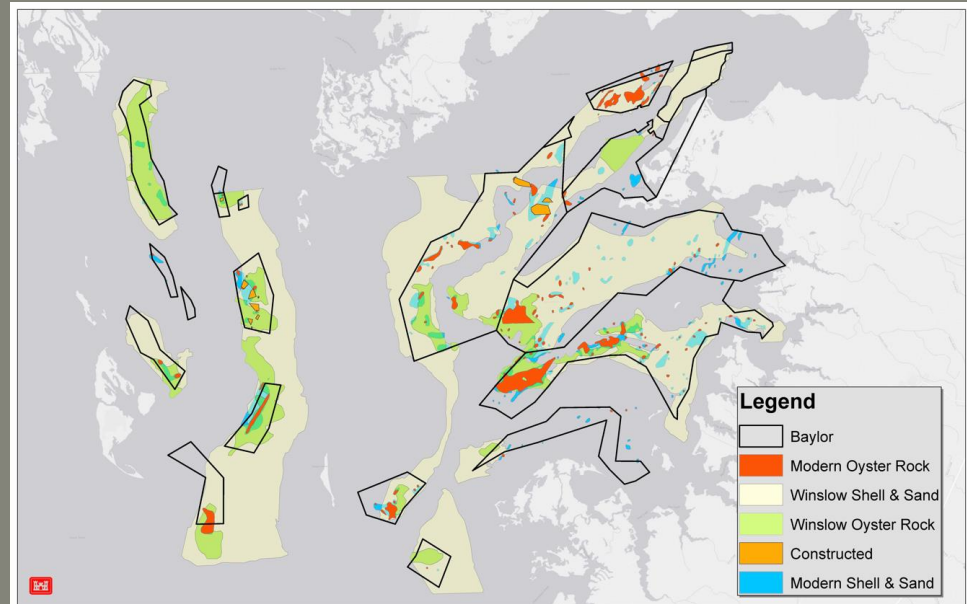 Legend
Baylor
Modern Oyster Rock
Winslow Shell & Sand
Winslow Oyster Rock
Constructed
Modern Shell & Sand